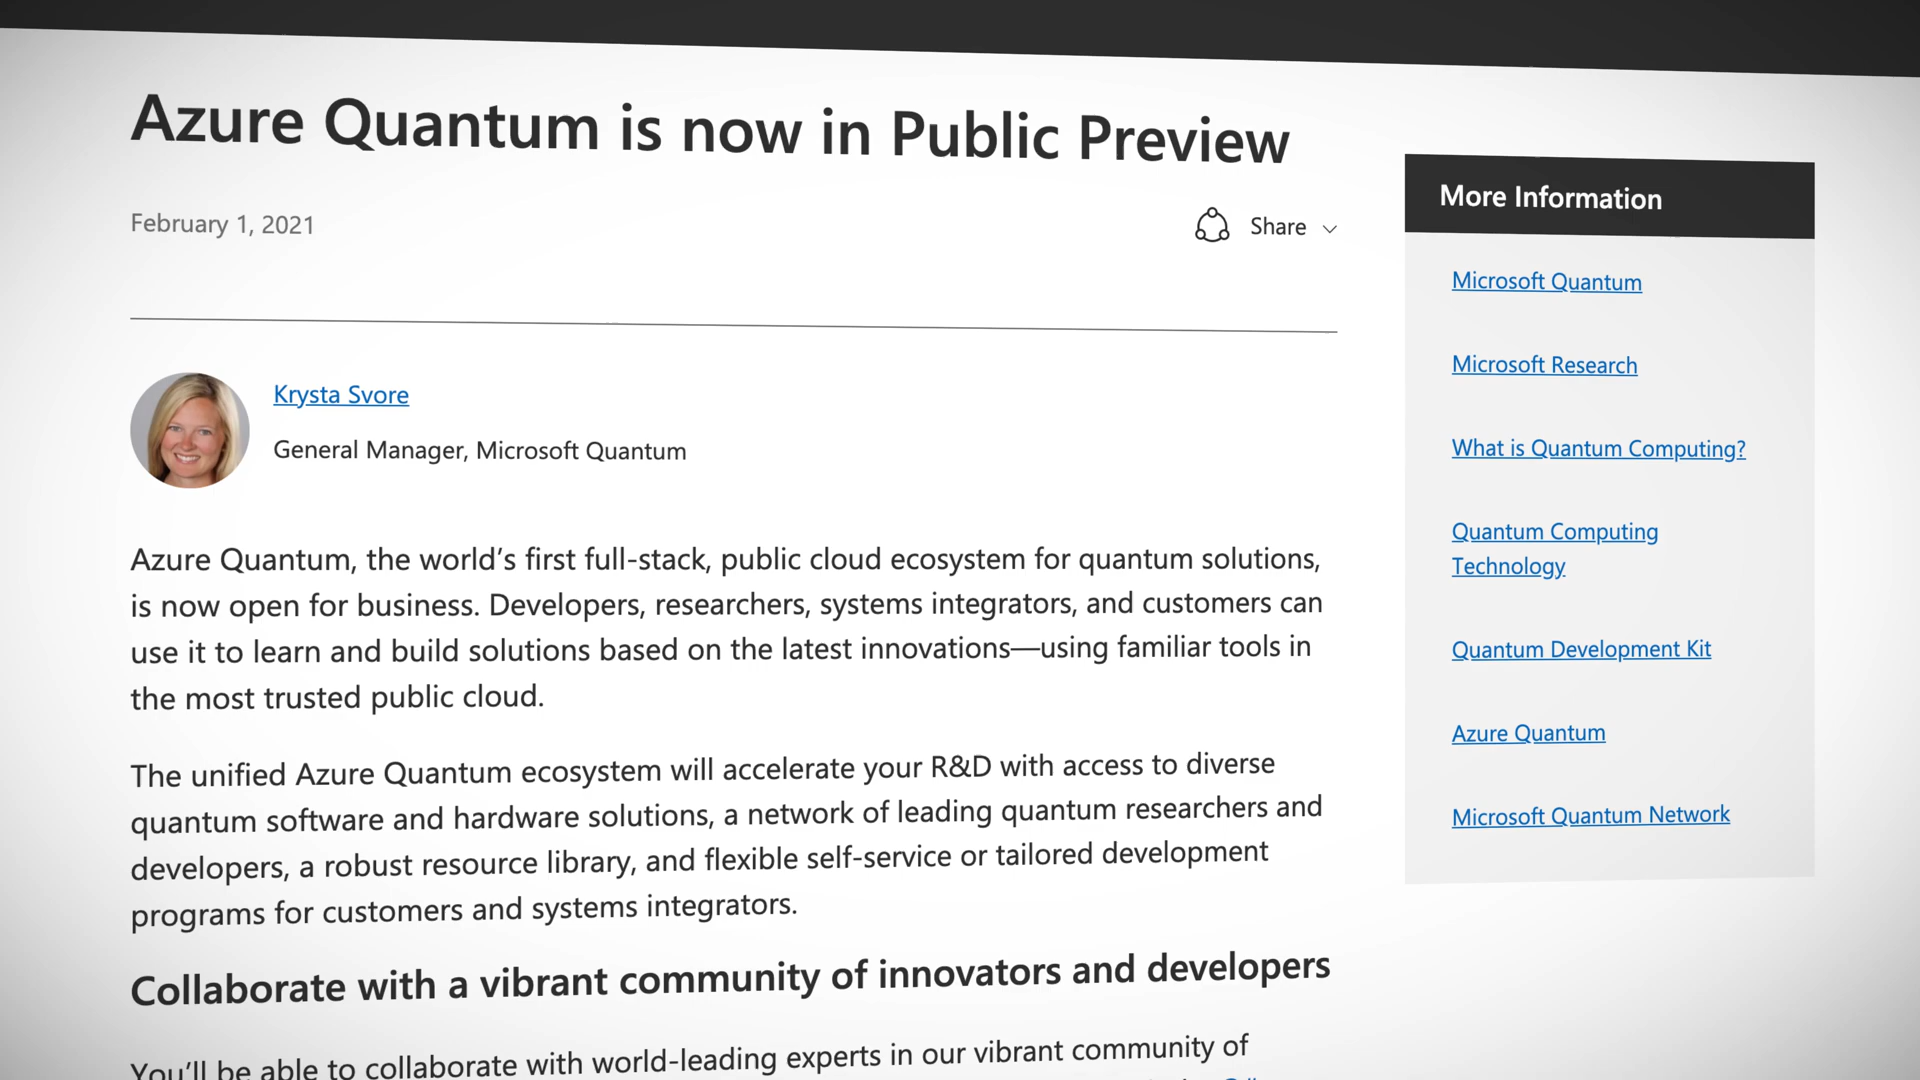 Azure Quantum is now in Public Preview
February 1, 2021
Share
Krysta Svore
General Manager, Microsoft Quantum
Azure Quantum, the world’s first full-stack, public cloud ecosystem for quantum solutions,
is now open for business. Developers, researchers, systems integrators, and customers can
use it to learn and build solutions based on the latest innovations—using familiar tools in
the most trusted public cloud.
The unified Azure Quantum ecosystem will accelerate your R&D with access to diverse
quantum software and hardware solutions, a network of leading quantum researchers and
developers, a robust resource library, and flexible self-service or tailored development
programs for customers and systems integrators.
Collaborate with a vibrant community of innovators and developers
You’ll be able to collaborate with world-leading experts in our vibrant community of
More Information
Microsoft Quantum
Microsoft Research
What is Quantum Computing?
Quantum Computing
Technology
Quantum Development Kit
Azure Quantum
Microsoft Quantum Network